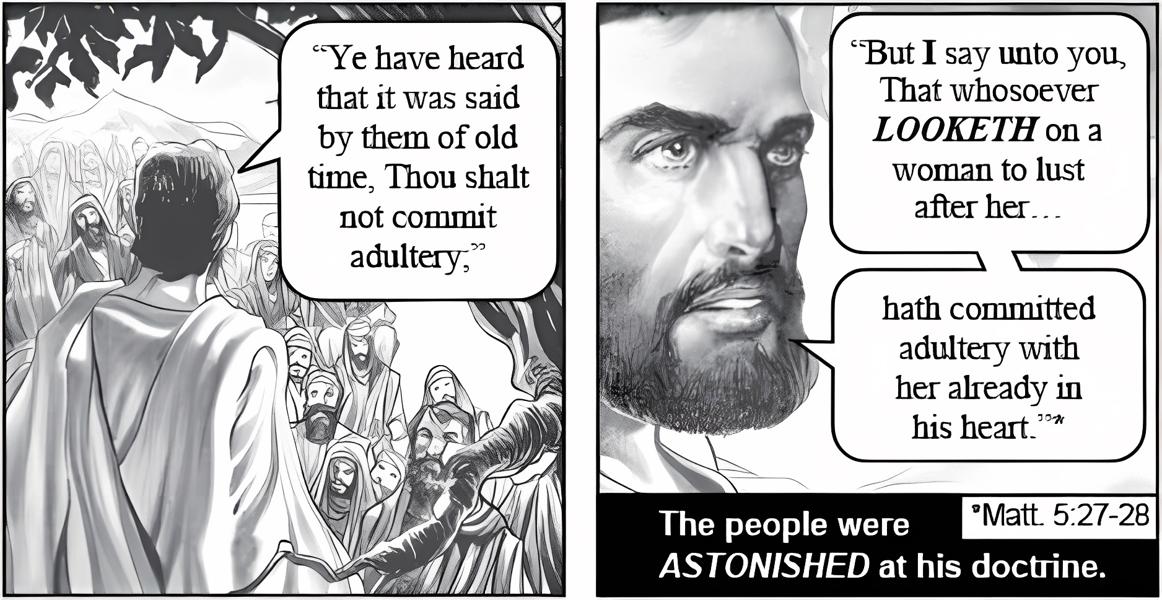 “Ye have heard
that it was said
by them of old
time, Thou shalt
not commit
adultery;”
“But I say unto you,
That whosoever
LOOKETH on a
woman to lust
after her...
hath committed
adultery with
her already in
his heart.”*
*Matt. 5:27-28
The people were
ASTONISHED at his doctrine.